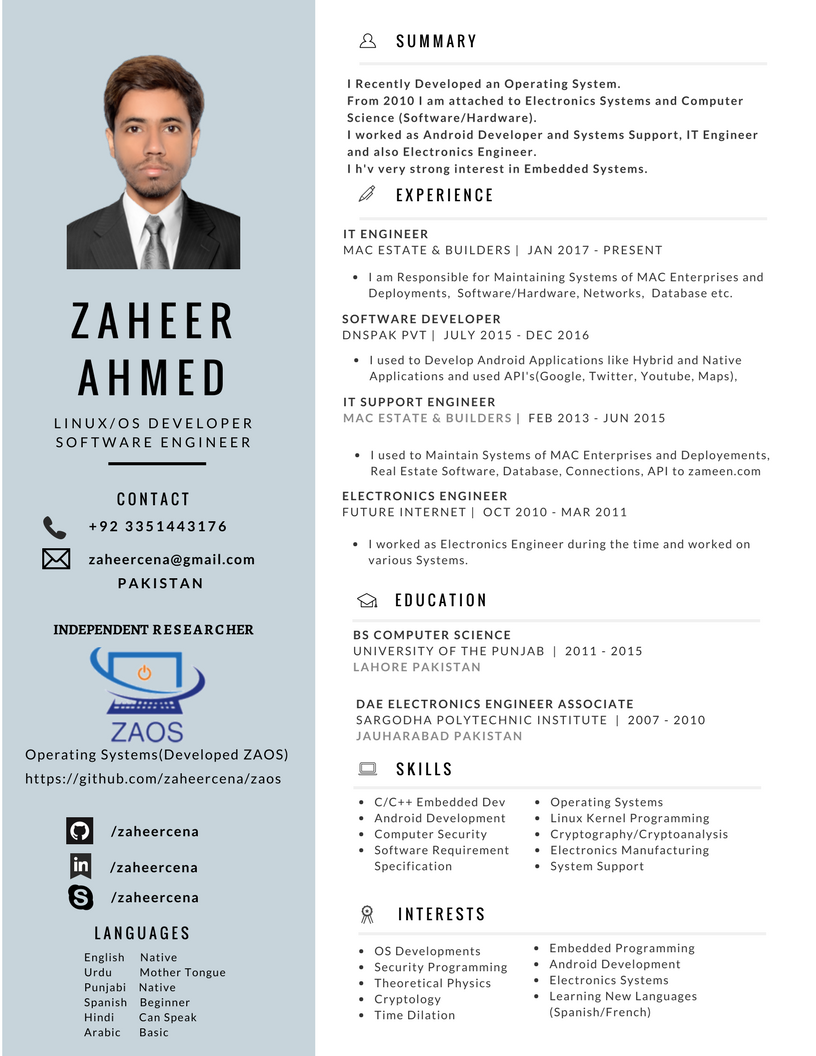 ZAHEER
AHMED
LINUX/OS DEVELOPER
SOFTWARE ENGINEER
CONTACT
+92 3351443176
zaheercena@gmail.com
PAKISTAN
INDEPENDENT RESEARCHER
ZAOS
Operating Systems(Developed ZAOS)
https://github.com/zaheercena/zaos
/zaheercena
in /zaheercena
S /zaheercena
LANGUAGES
English Native
Urdu Mother Tongue
Punjabi Native
Spanish Beginner
Hindi Can Speak
Arabic Basic
SUMMARY
I Recently Developed an Operating System.
From 2010 I am attached to Electronics Systems and Computer
Science (Software/Hardware).
I worked as Android Developer and Systems Support, IT Engineer
and also Electronics Engineer.
I h'v very strong interest in Embedded Systems.
EXPERIENCE
IT ENGINEER
MAC ESTATE & BUILDERS | JAN 2017 - PRESENT
• I am Responsible for Maintaining Systems of MAC Enterprises and
Deployments, Software/Hardware, Networks, Database etc.
SOFTWARE DEVELOPER
DNSPAK PVT | JULY 2015 - DEC 2016
• I used to Develop Android Applications like Hybrid and Native
Applications and used API's(Google, Twitter, Youtube, Maps),
IT SUPPORT ENGINEER
MAC ESTATE & BUILDERS | FEB 2013 - JUN 2015
• I used to Maintain Systems of MAC Enterprises and Deployements,
Real Estate Software, Database, Connections, API to zameen.com
ELECTRONICS ENGINEER
FUTURE INTERNET | OCT 2010 - MAR 2011
• I worked as Electronics Engineer during the time and worked on
various Systems.
EDUCATION
BS COMPUTER SCIENCE
UNIVERSITY OF THE PUNJAB | 2011 - 2015
LAHORE PAKISTAN
DAE ELECTRONICS ENGINEER ASSOCIATE
SARGODHA POLYTECHNIC INSTITUTE | 2007 - 2010
JAUHARABAD PAKISTAN
SKILLS
• C/C++ Embedded Dev
• Android Development
• Computer Security
• Software Requirement
Specification
• Operating Systems
• Linux Kernel Programming
• Cryptography/Cryptoanalysis
• Electronics Manufacturing
• System Support
INTERESTS
• OS Developments
• Security Programming
• Theoretical Physics
• Cryptology
• Time Dilation
• Embedded Programming
• Android Development
• Electronics Systems
• Learning New Languages
(Spanish/French)